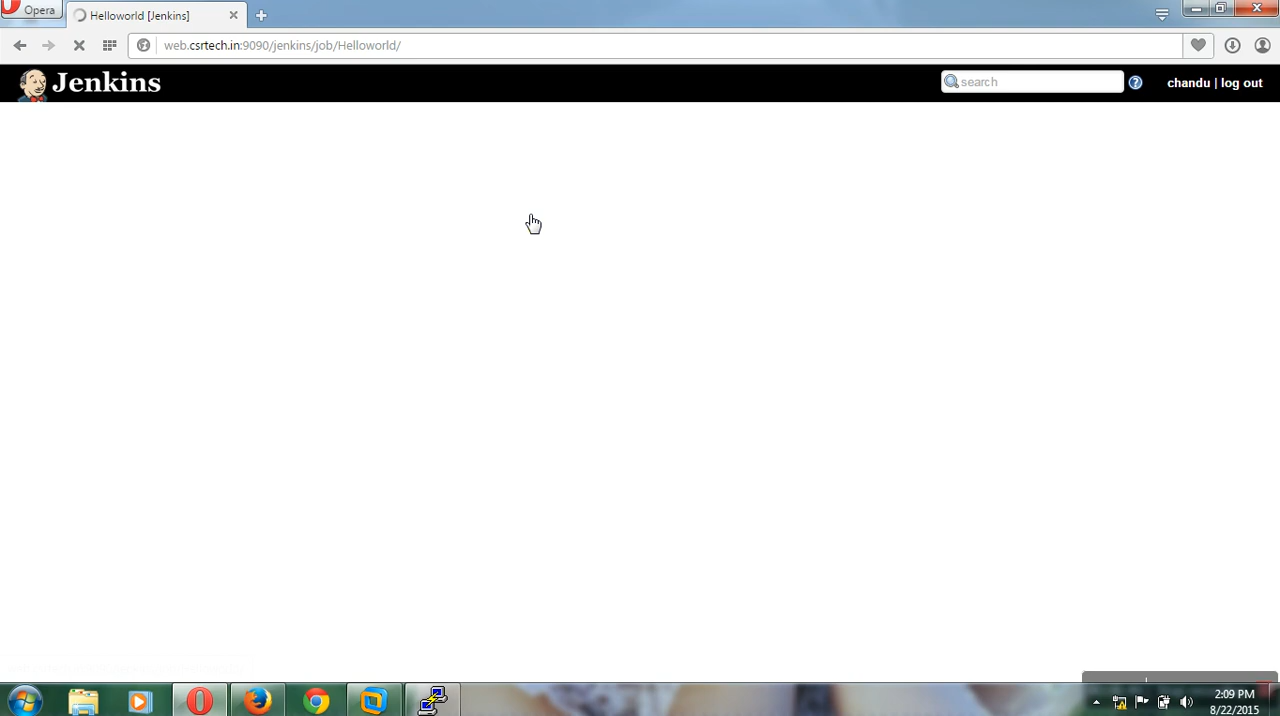 Opera
Helloworld [Jenkins]
web.csrtech.in:9090/jenkins/job/Helloworld/
Jenkins
search
chandu | log out
2:09 PM
8/22/2015